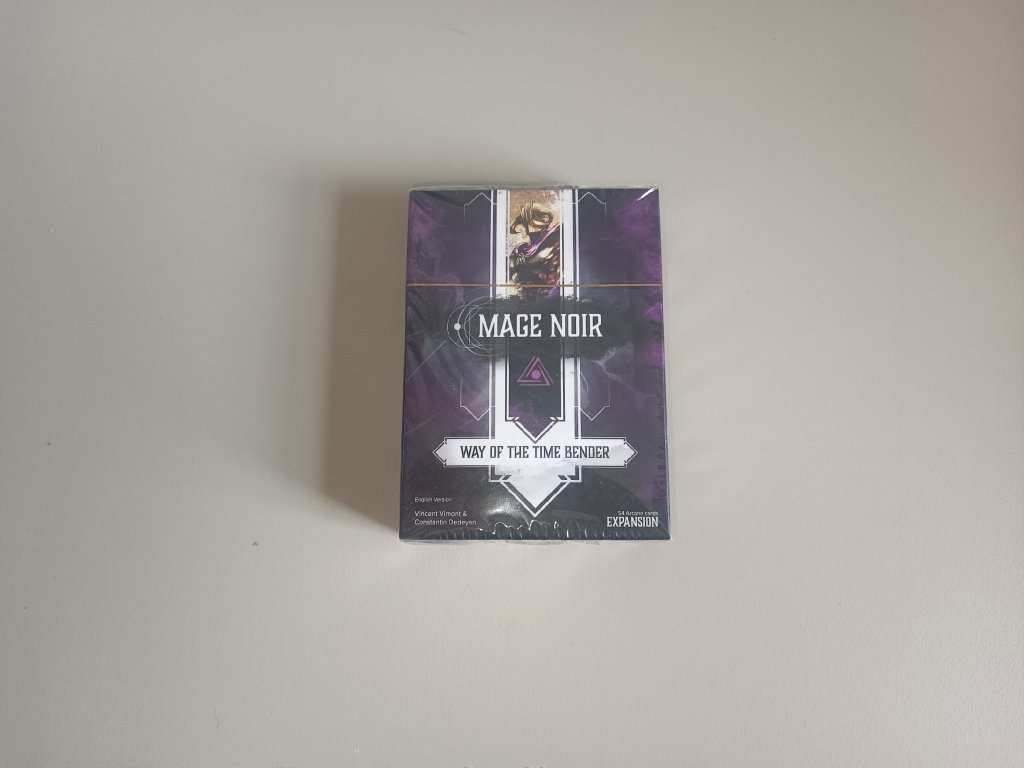 MAGE NOIR
WAY OF THE TIME BENDER
English Version
Vincent Vimont &
Constantin Dedeyan
54 Arcane cards
EXPANSION